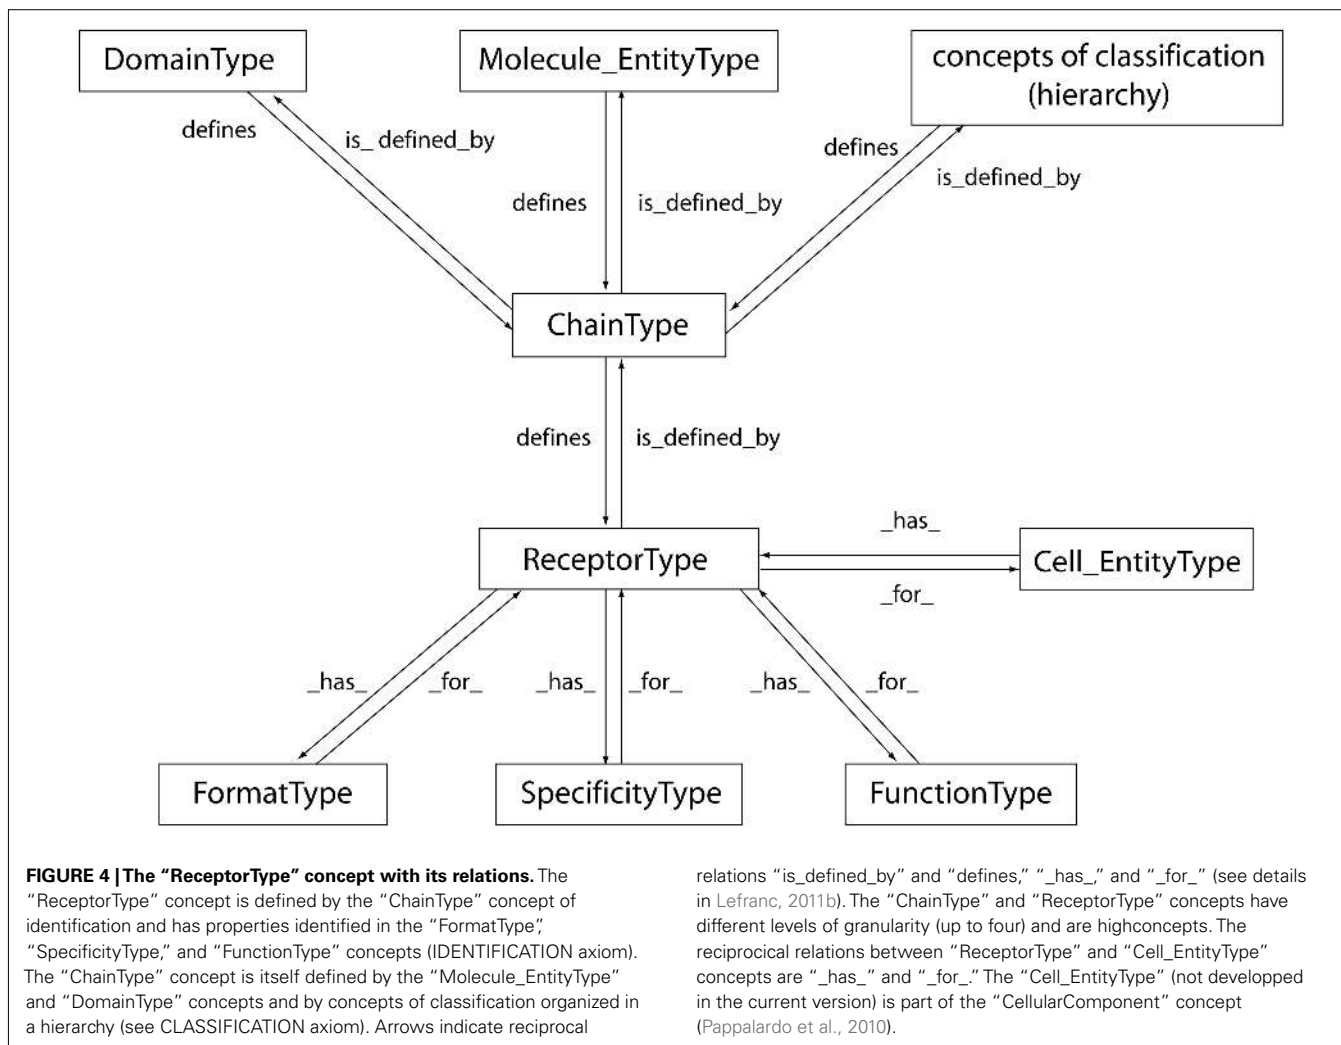 DomainType
Molecule_EntityType
concepts of classification
(hierarchy)
defines
is_ defined_by
defines
is_defined_by
defines
is_defined_by
ChainType
defines
is_defined_by
ReceptorType
_has_
_for_
Cell_EntityType
_has_
_for_
_has_
_for_
_has_
_for_
FormatType
SpecificityType
FunctionType
FIGURE 4 | The “ReceptorType” concept with its relations. The
“ReceptorType” concept is defined by the “ChainType” concept of
identification and has properties identified in the “FormatType”,
“SpecificityType,” and “FunctionType” concepts (IDENTIFICATION axiom).
The “ChainType” concept is itself defined by the “Molecule_EntityType”
and “DomainType” concepts and by concepts of classification organized in
a hierarchy (see CLASSIFICATION axiom). Arrows indicate reciprocal
relations “is_defined_by” and “defines,” “_has_,” and “_for_” (see details
in Lefranc, 2011b). The “ChainType” and “ReceptorType” concepts have
different levels of granularity (up to four) and are highconcepts. The
reciprocical relations between “ReceptorType” and “Cell_EntityType”
concepts are “_has_” and “_for_.” The “Cell_EntityType” (not developped
in the current version) is part of the “CellularComponent” concept
(Pappalardo et al., 2010).